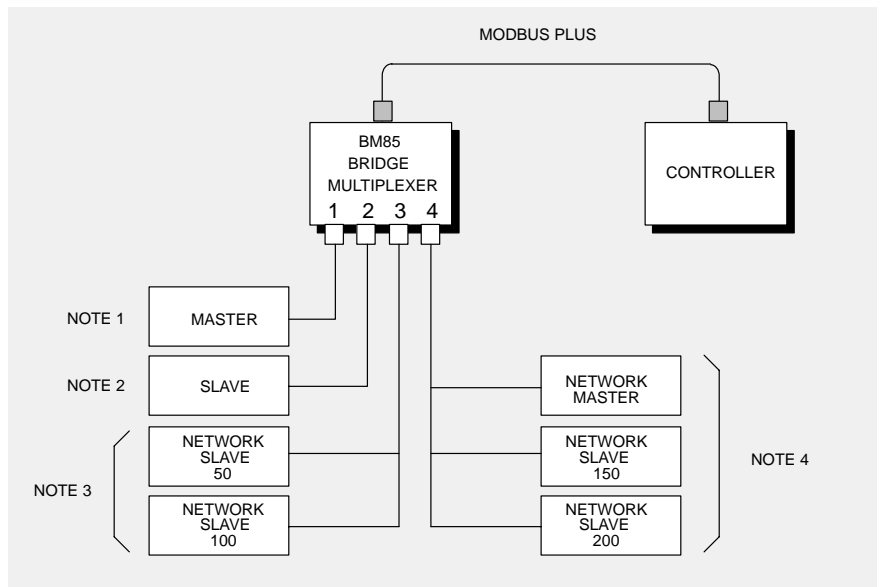 MODBUS PLUS
BM85
BRIDGE
MULTIPLEXER
1 2 3 4
CONTROLLER
NOTE 1
MASTER
NOTE 2
SLAVE
NOTE 3
NETWORK
SLAVE
50
NETWORK
SLAVE
100
NETWORK
MASTER
NETWORK
SLAVE
150
NETWORK
SLAVE
200
NOTE 4